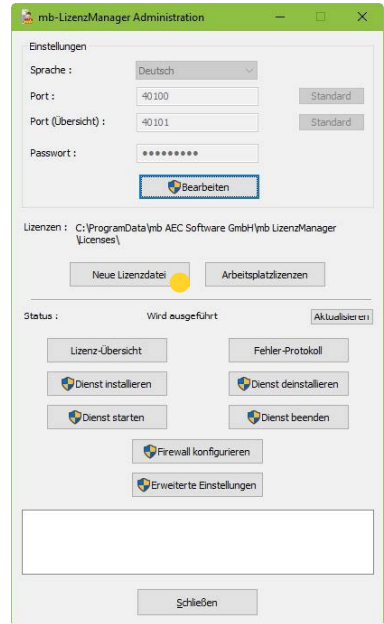 mb-LizenzManager Administration
Einstellungen
Sprache : Deutsch
Port : 40100 Standard
Port (Übersicht) : 40101 Standard
Passwort : •••••••••
Bearbeiten
Lizenzen : C:\ProgramData\mb AEC Software GmbH\mb LizenzManager
\Licenses\
Neue Lizenzdatei Arbeitsplatzlizenzen
Status : Wird ausgeführt Aktualisieren
Lizenz-Übersicht Fehler-Protokoll
Dienst installieren Dienst deinstallieren
Dienst starten Dienst beenden
Firewall konfigurieren
Erweiterte Einstellungen
Schließen